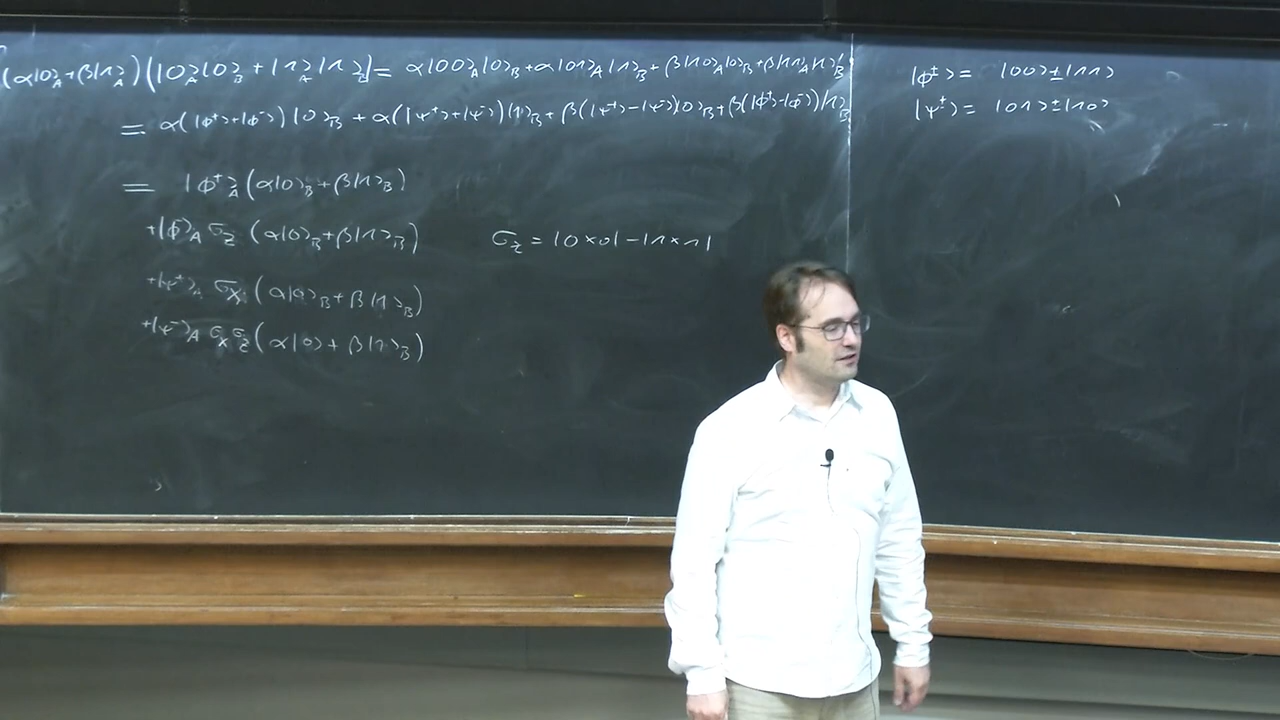 (α|0⟩_A+β|1⟩_A)(|0⟩_A|0⟩_B+|1⟩_A|1⟩_B)= α|00⟩_A|0⟩_B+α|01⟩_A|1⟩_B+β|10⟩_A|0⟩_B+β|11⟩_A|1⟩_B
= α(|ϕ⁺⟩+|ϕ⁻⟩)|0⟩_B+α(|ψ⁺⟩+|ψ⁻⟩)|1⟩_B+β(|ψ⁺⟩-|ψ⁻⟩)|0⟩_B+β(|ϕ⁺⟩-|ϕ⁻⟩)|1⟩_B
= |ϕ⁺⟩_A(α|0⟩_B+β|1⟩_B)
+|ϕ⁻⟩_A σ_z(α|0⟩_B+β|1⟩_B)
σ_z=|0⟩⟨0|-|1⟩⟨1|
+|ψ⁺⟩_A σ_x(α|0⟩_B+β|1⟩_B)
+|ψ⁻⟩_A σ_x σ_z(α|0⟩+β|1⟩_B)
|ϕ^±⟩= |00⟩±|11⟩
|ψ^±⟩= |01⟩±|10⟩